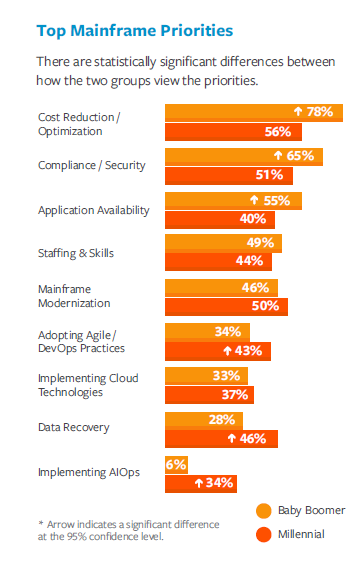 Top Mainframe Priorities
There are statistically significant differences between
how the two groups view the priorities.
Cost Reduction /
Optimization
↑ 78%
56%
Compliance / Security
↑ 65%
51%
Application Availability
↑ 55%
40%
Staffing & Skills
49%
44%
Mainframe
Modernization
46%
50%
Adopting Agile /
DevOps Practices
34%
↑ 43%
Implementing Cloud
Technologies
33%
37%
Data Recovery
28%
↑ 46%
Implementing AIOps
6%
↑ 34%
Baby Boomer
Millennial
* Arrow indicates a significant difference
at the 95% confidence level.